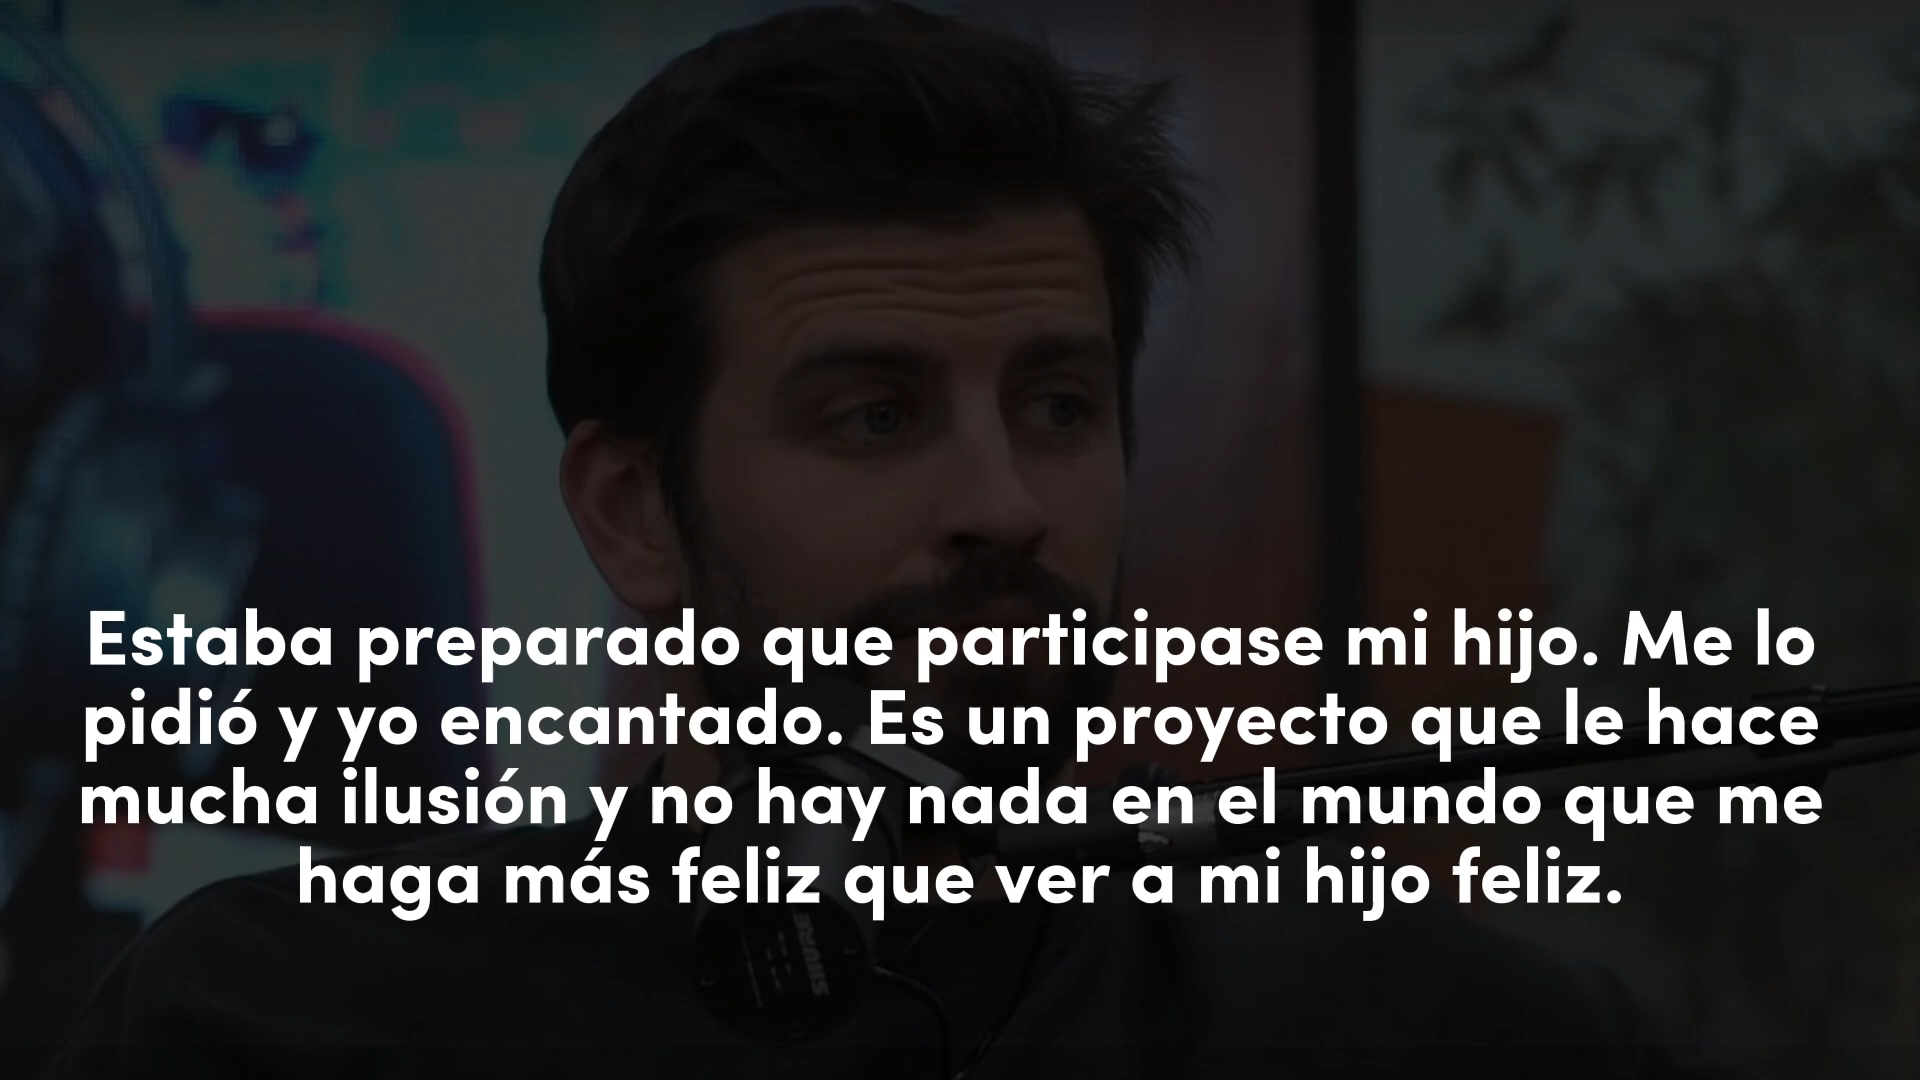 Estaba preparado que participase mi hijo. Me lo
pidió y yo encantado. Es un proyecto que le hace
mucha ilusión y no hay nada en el mundo que me
haga más feliz que ver a mi hijo feliz.
SHURE